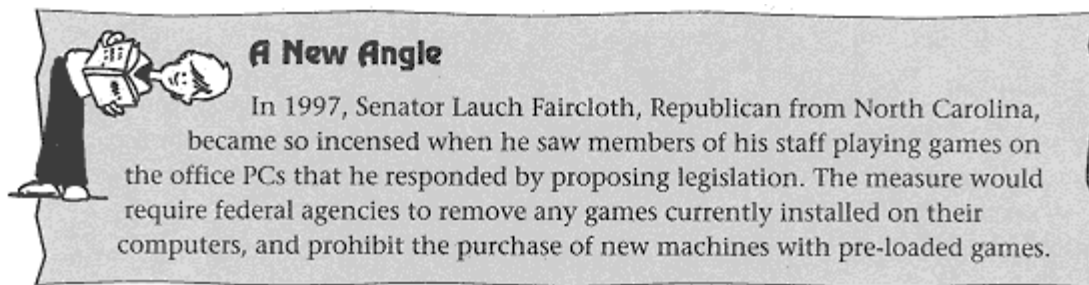 A New Angle
In 1997, Senator Lauch Faircloth, Republican from North Carolina,
became so incensed when he saw members of his staff playing games on
the office PCs that he responded by proposing legislation. The measure would
require federal agencies to remove any games currently installed on their
computers, and prohibit the purchase of new machines with pre-loaded games.